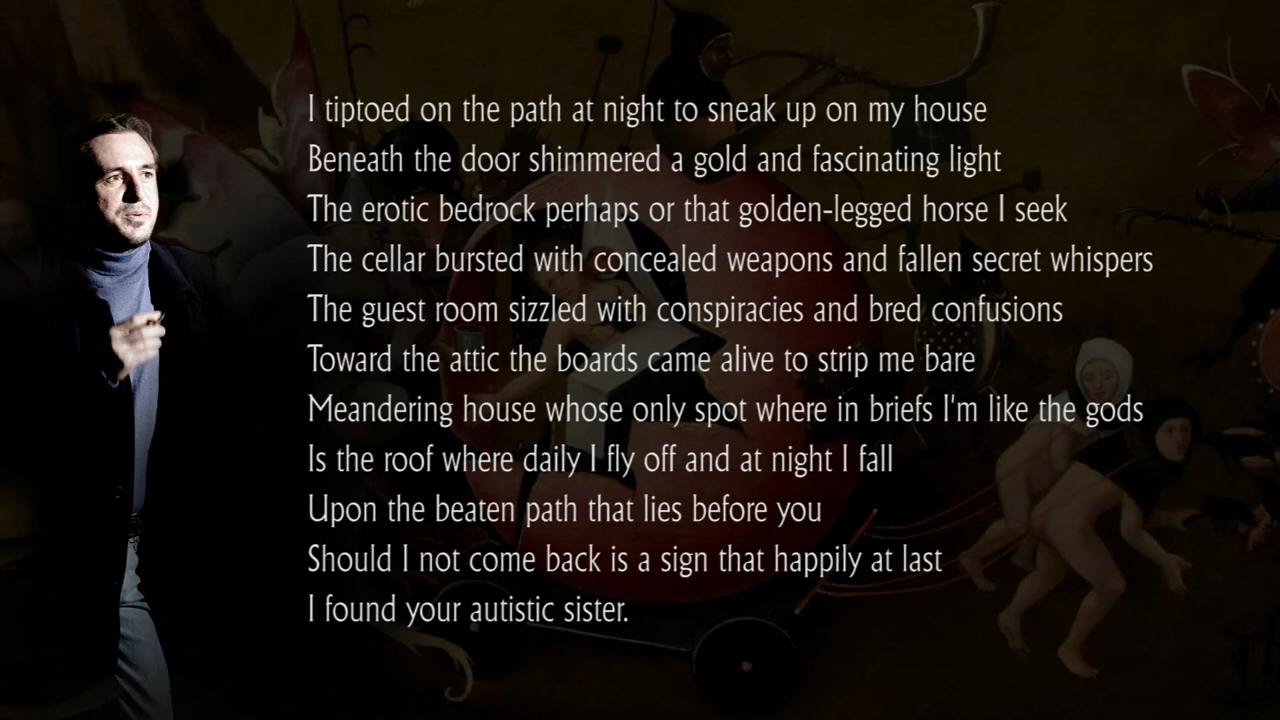 I tiptoed on the path at night to sneak up on my house
Beneath the door shimmered a gold and fascinating light
The erotic bedrock perhaps or that golden-legged horse I seek
The cellar bursted with concealed weapons and fallen secret whispers
The guest room sizzled with conspiracies and bred confusions
Toward the attic the boards came alive to strip me bare
Meandering house whose only spot where in briefs I'm like the gods
Is the roof where daily I fly off and at night I fall
Upon the beaten path that lies before you
Should I not come back is a sign that happily at last
I found your autistic sister.